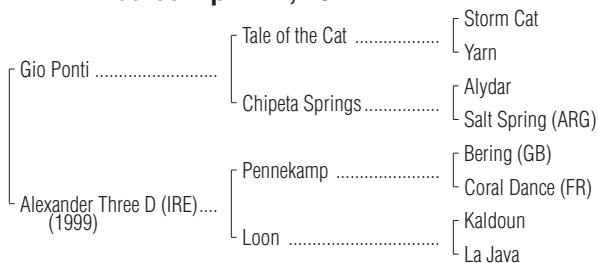 Storm Cat
Tale of the Cat ..................
Yarn
Gio Ponti ..........................
Alydar
Chipeta Springs................
Salt Spring (ARG)
Bering (GB)
Pennekamp ......................
Coral Dance (FR)
Alexander Three D (IRE)....
(1999)
Kaldoun
Loon ................................
La Java